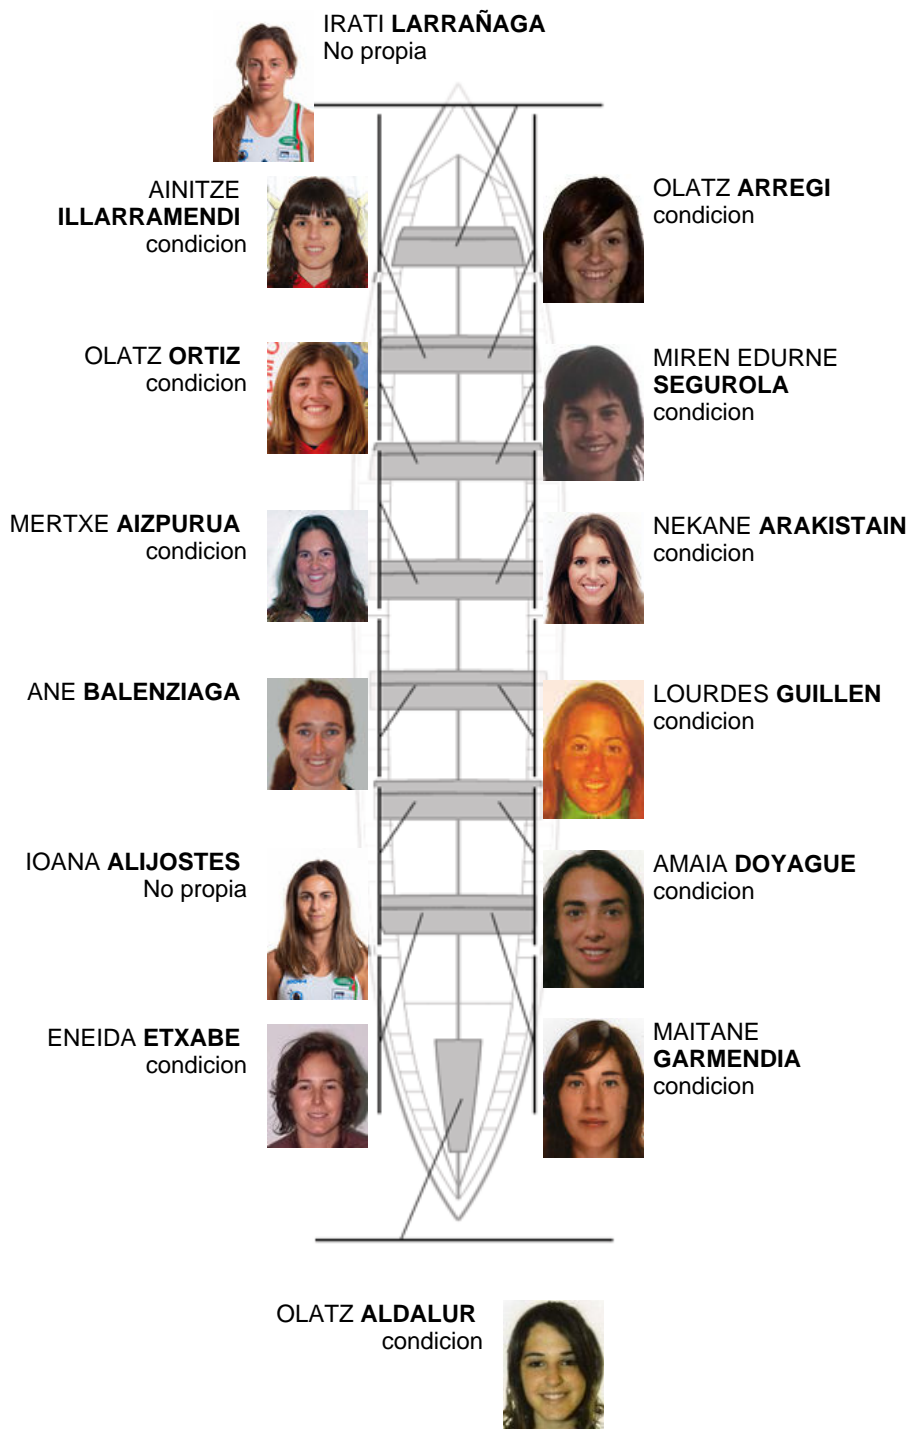 IRATI LARRAÑAGA
No propia
AINITZE
ILLARRAMENDI
condicion
OLATZ ARREGI
condicion
OLATZ ORTIZ
condicion
MIREN EDURNE
SEGUROLA
condicion
MERTXE AIZPURUA
condicion
NEKANE ARAKISTAIN
condicion
ANE BALENZIAGA
LOURDES GUILLEN
condicion
IOANA ALIJOSTES
No propia
AMAIA DOYAGUE
condicion
ENEIDA ETXABE
condicion
MAITANE
GARMENDIA
condicion
OLATZ ALDALUR
condicion